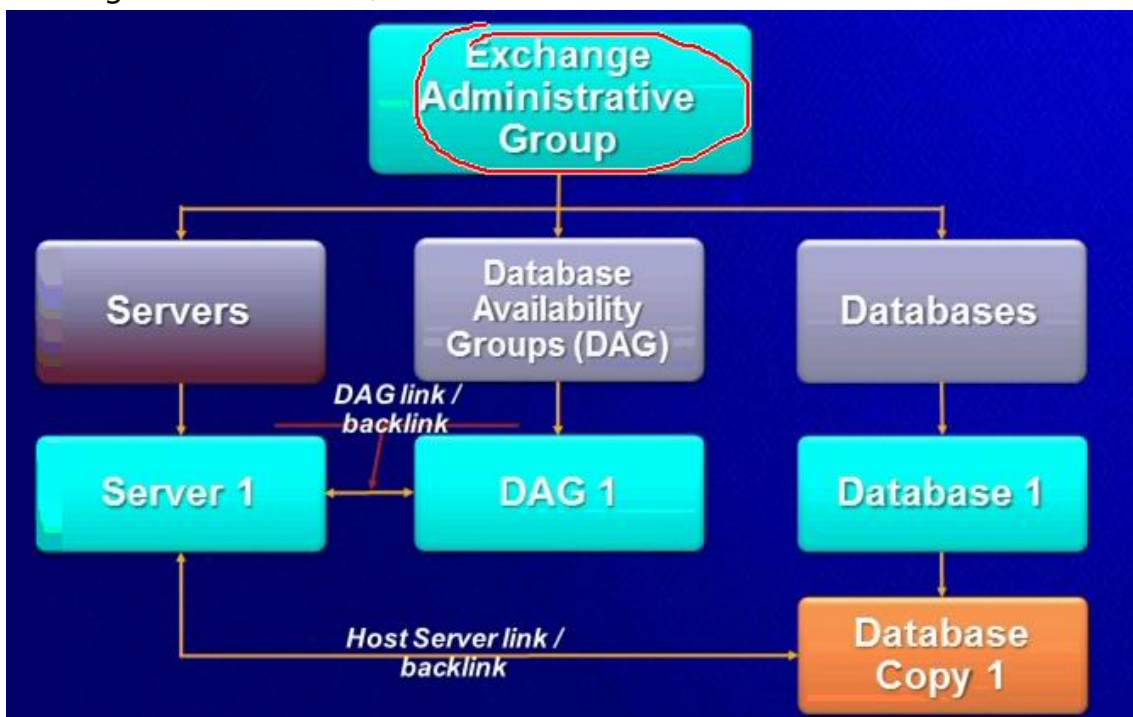 Exchange
Administrative
Group
Servers
Database
Availability
Groups (DAG)
Databases
DAG link /
backlink
Server 1
DAG 1
Database 1
Host Server link /
backlink
Database
Copy 1